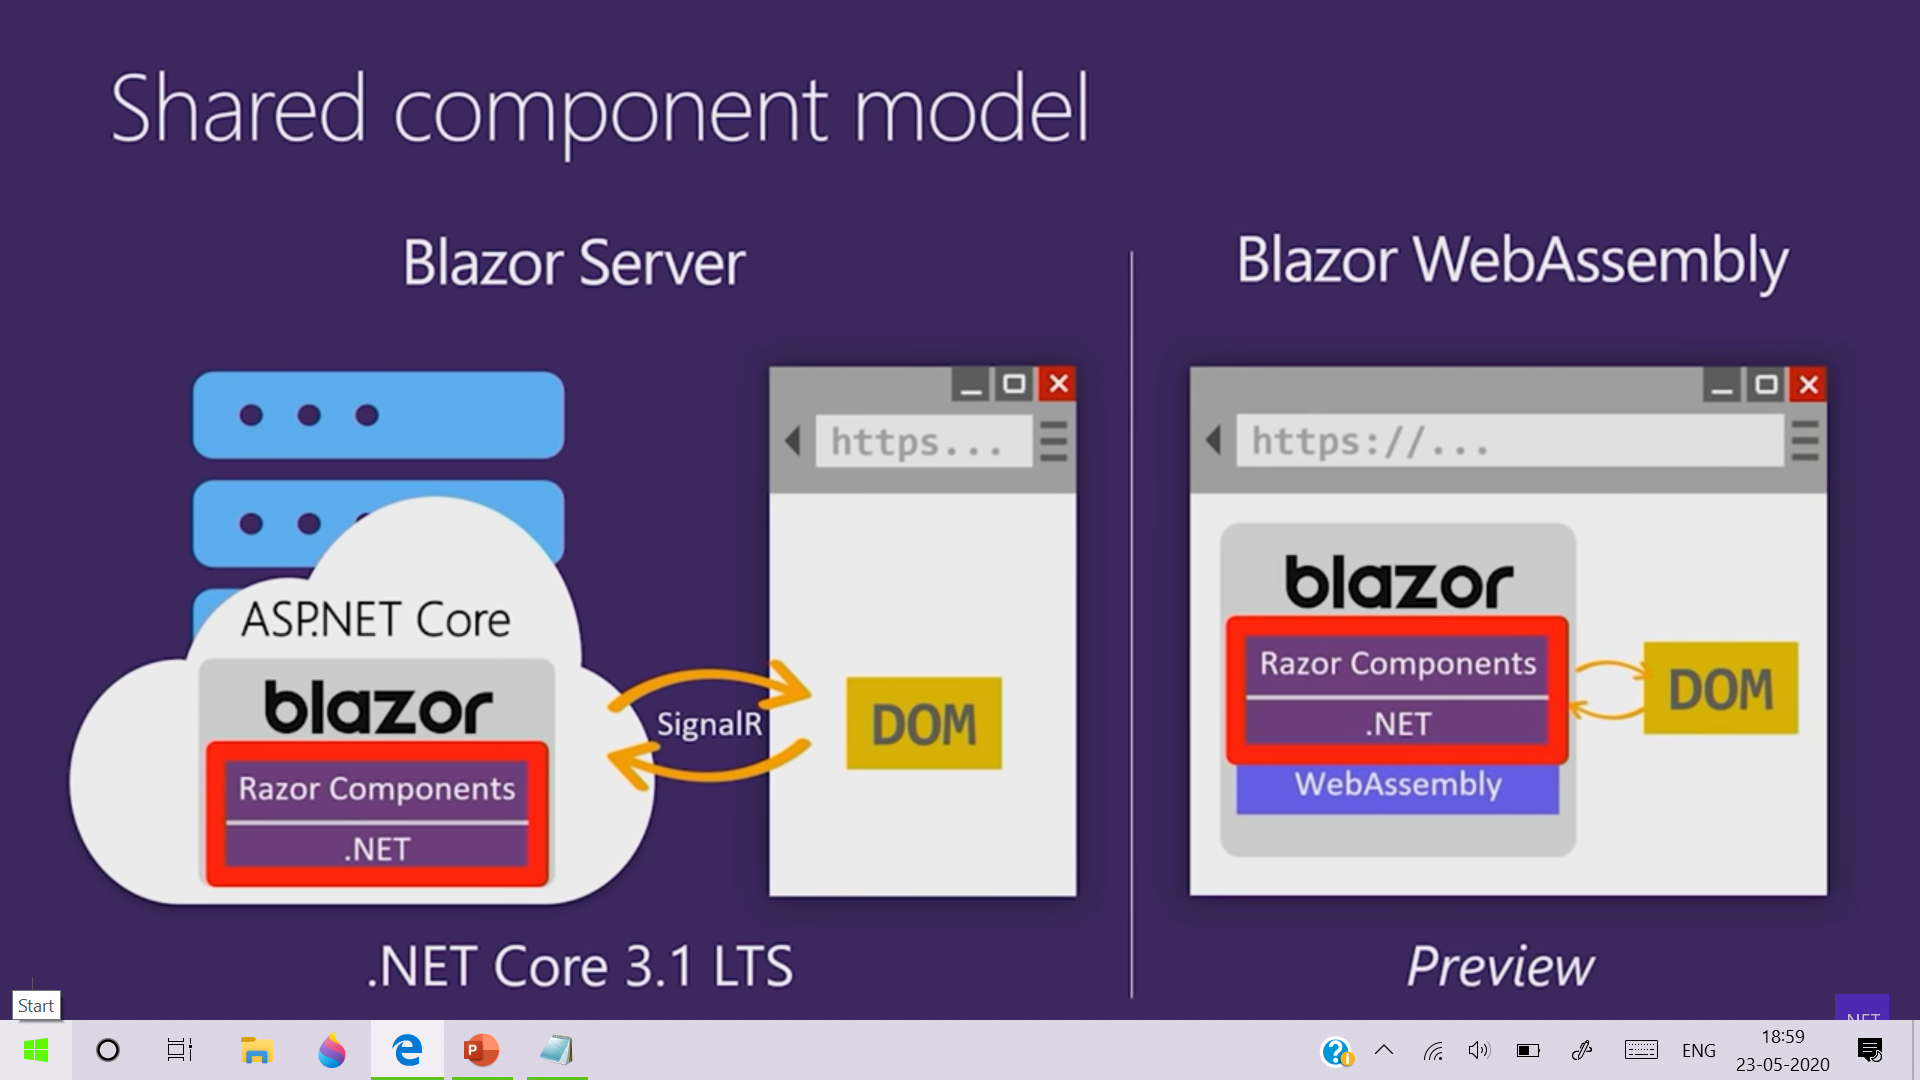 Shared component model
Blazor Server
https...
ASP.NET Core
blazor
Razor Components
.NET
SignalR
DOM
.NET Core 3.1 LTS
Blazor WebAssembly
https://...
blazor
Razor Components
.NET
WebAssembly
DOM
Preview
Start
ENG
18:59
23-05-2020